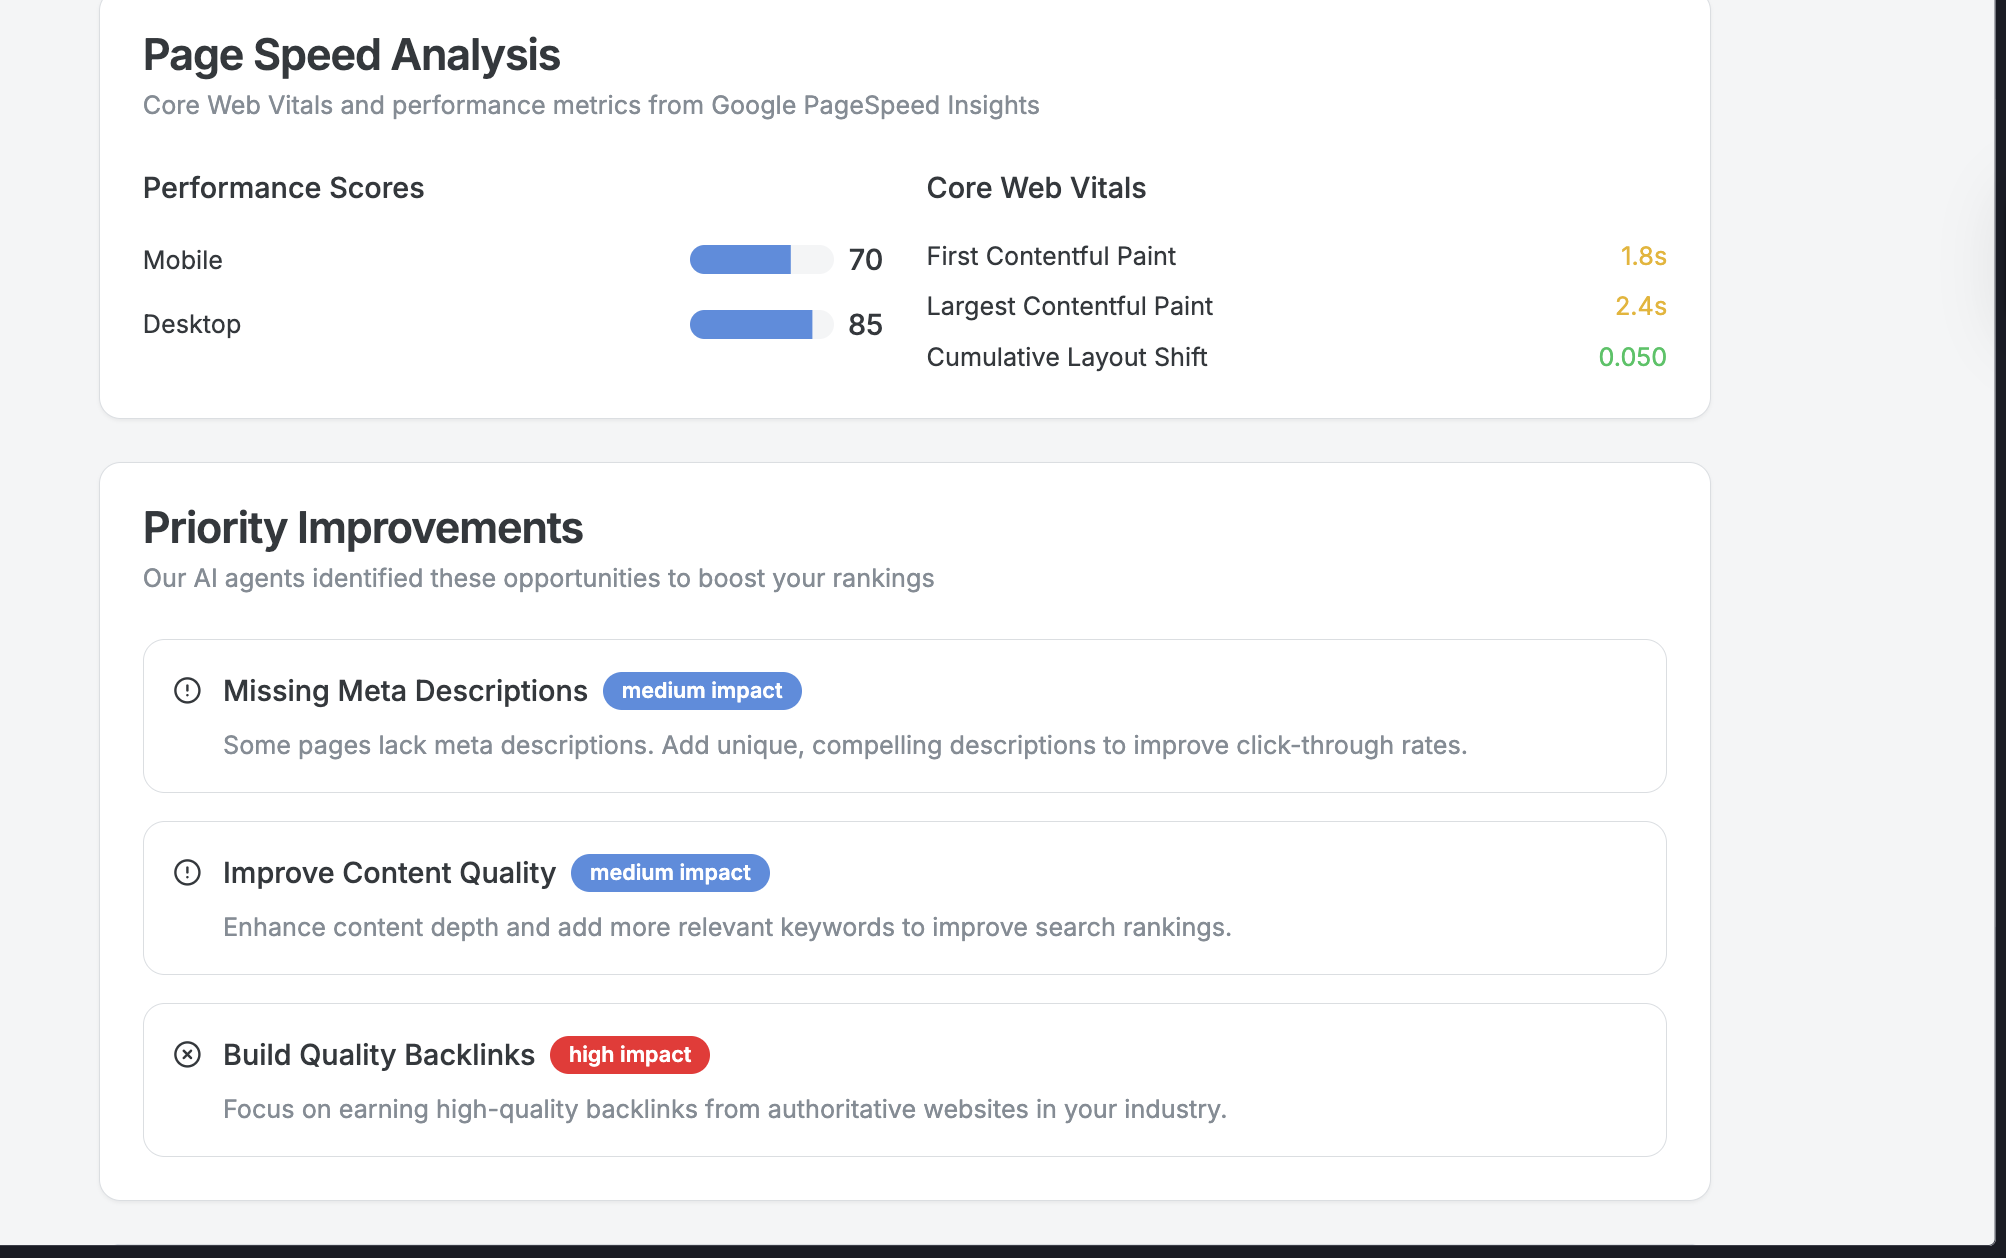 Page Speed Analysis
Core Web Vitals and performance metrics from Google PageSpeed Insights
Performance Scores
Mobile 70
Desktop 85
Core Web Vitals
First Contentful Paint 1.8s
Largest Contentful Paint 2.4s
Cumulative Layout Shift 0.050
Priority Improvements
Our AI agents identified these opportunities to boost your rankings
Missing Meta Descriptions medium impact
Some pages lack meta descriptions. Add unique, compelling descriptions to improve click-through rates.
Improve Content Quality medium impact
Enhance content depth and add more relevant keywords to improve search rankings.
Build Quality Backlinks high impact
Focus on earning high-quality backlinks from authoritative websites in your industry.